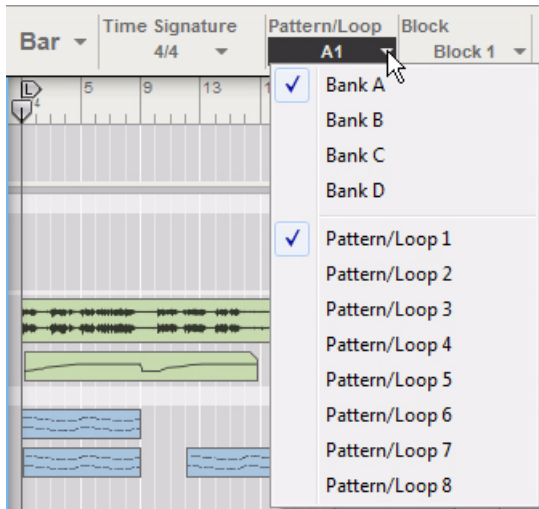 Bar
Time Signature
4/4
Pattern/Loop
A1
Block
Block 1
L
5
9
13
Bank A
Bank B
Bank C
Bank D
Pattern/Loop 1
Pattern/Loop 2
Pattern/Loop 3
Pattern/Loop 4
Pattern/Loop 5
Pattern/Loop 6
Pattern/Loop 7
Pattern/Loop 8